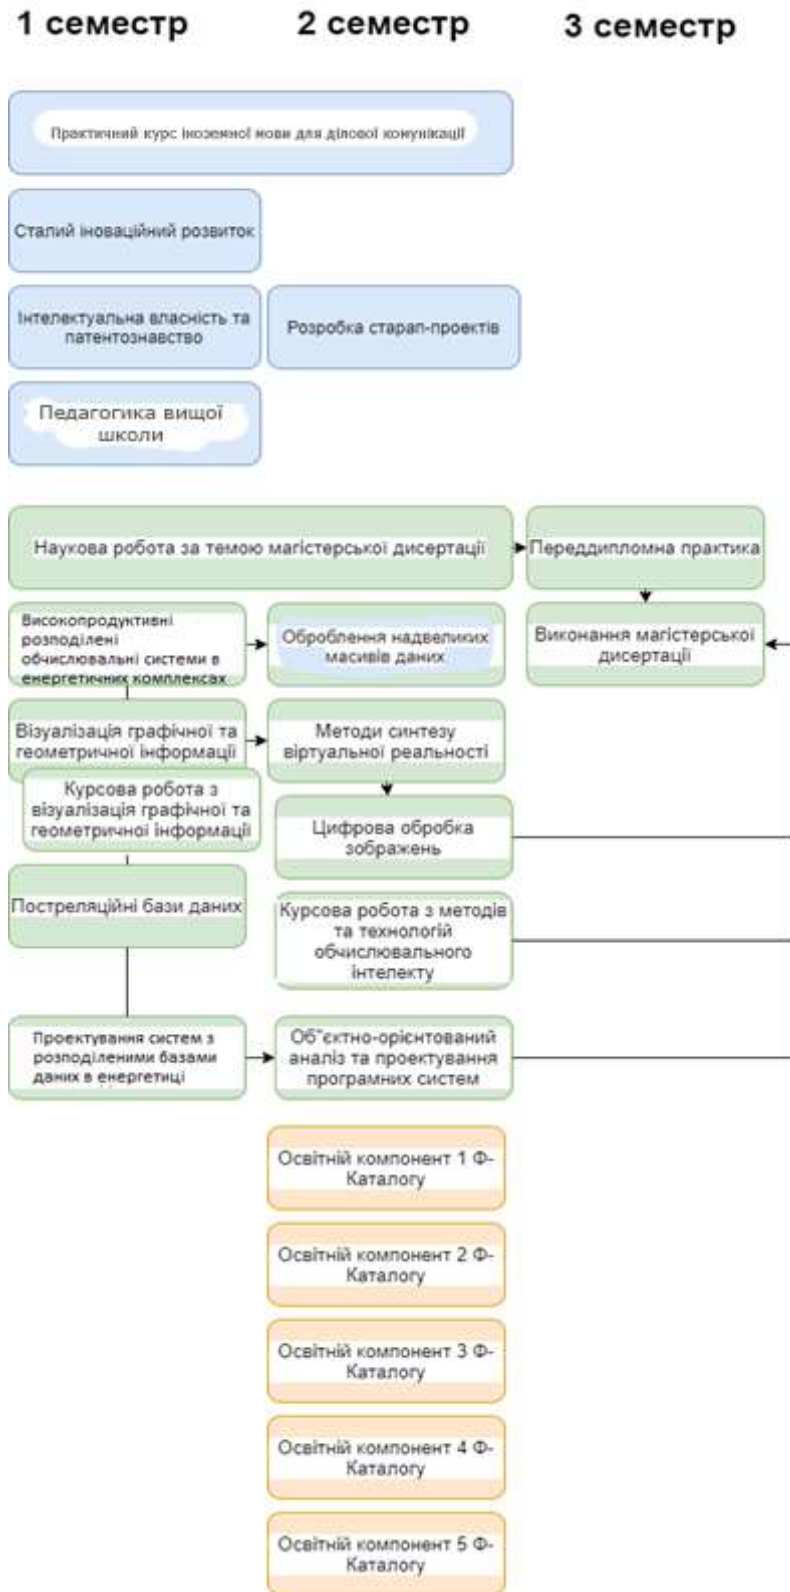 1 семестр
2 семестр
3 семестр
Практичний курс іноземної мови для ділової комунікації
Сталий іноваційний розвиток
Інтелектуальна власність та
патентознавство
Розробка старап-проектів
Педагогика вищої
школи
Наукова робота за темою магістерської дисертації
Переддипломна практика
Високопродуктивні
розподілені
обчислювальні системи в
енергетичних комплексах
Оброблення надвеликих
масивів даних
Виконання магістерської
дисертації
Візуалізація графічної та
геометричної інформації
Методи синтезу
віртуальної реальності
Курсова робота з
візуалізація графічної та
геометричної інформації
Цифрова обробка
зображень
Постреляційні бази даних
Курсова робота з методів
та технологій
обчислювального
інтелекту
Проектування систем з
розподіленими базами
даних в енергетиці
Об"єктно-орієнтований
аналіз та проектування
програмних систем
Освітній компонент 1 Ф-
Каталогу
Освітній компонент 2 Ф-
Каталогу
Освітній компонент 3 Ф-
Каталогу
Освітній компонент 4 Ф-
Каталогу
Освітній компонент 5 Ф-
Каталогу